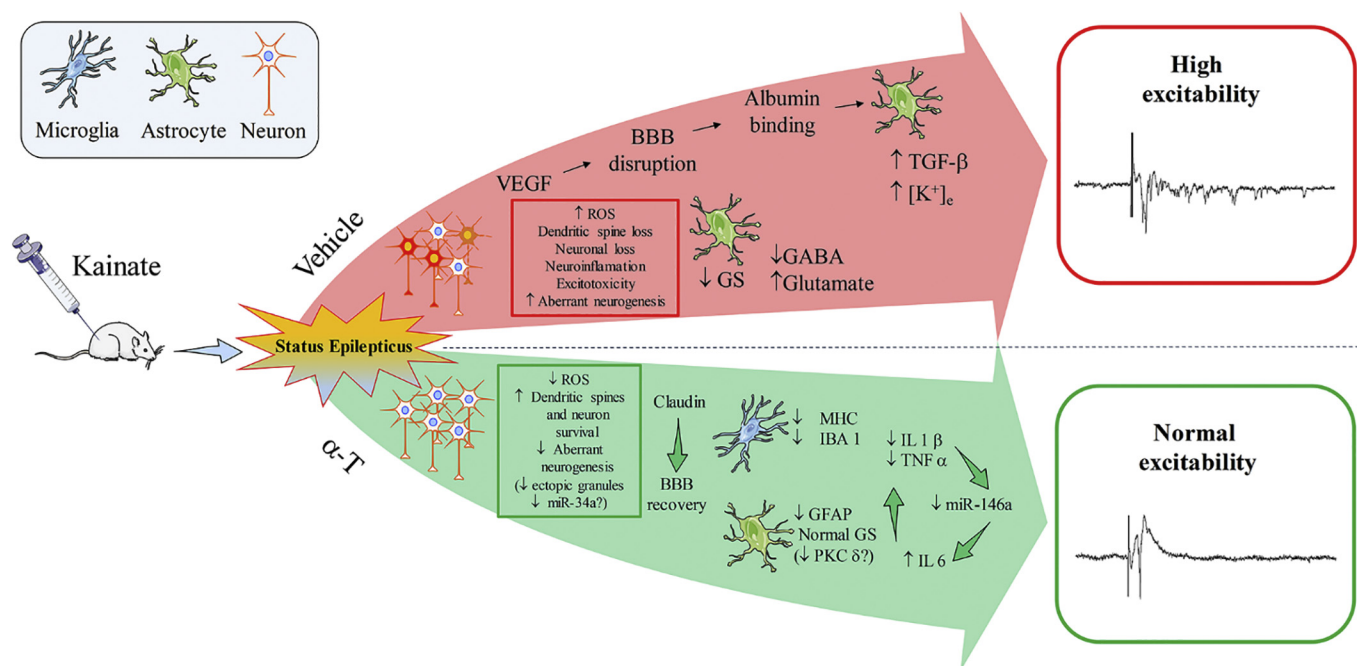 Microglia
Astrocyte
Neuron
Kainate
Status Epilepticus
Vehicle
VEGF
BBB
disruption
Albumin
binding
↑ TGF-β
↑ [K⁺]ₑ
↑ ROS
Dendritic spine loss
Neuronal loss
Neuroinflamation
Excitotoxicity
↑ Aberrant neurogenesis
↓ GS
↓GABA
↑Glutamate
High
excitability
α-T
↓ ROS
↑ Dendritic spines
and neuron
survival
↓ Aberrant
neurogenesis
(↓ ectopic granules
↓ miR-34a?)
Claudin
BBB
recovery
↓ MHC
↓ IBA 1
↓ GFAP
Normal GS
(↓ PKC δ?)
↓ IL 1 β
↓ TNF α
↓ miR-146a
↑ IL 6
Normal
excitability